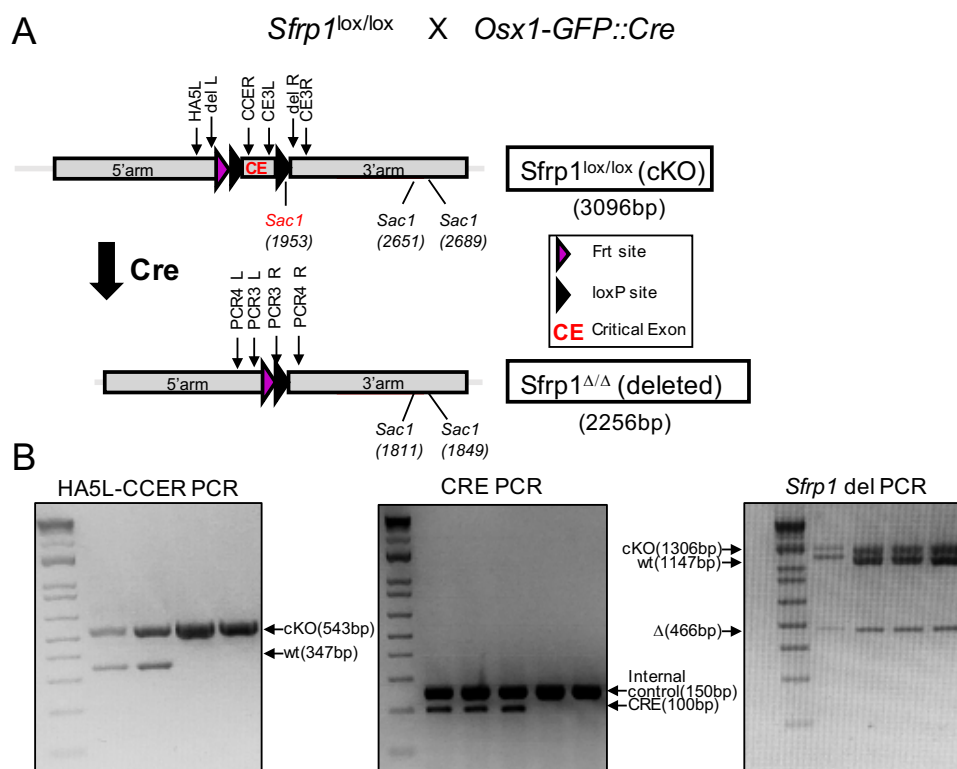 A
Sfrp1lox/lox X Osx1-GFP::Cre
HA5L
del L
CCER
CE3L
del R
CE3R
5'arm
CE
3'arm
Sfrp1lox/lox (cKO)
(3096bp)
Sac1
(1953)
Sac1
(2651)
Sac1
(2689)
Cre
PCR4 L
PCR3 L
PCR3 R
PCR4 R
Frt site
loxP site
CE Critical Exon
5'arm
3'arm
Sfrp1Δ/Δ (deleted)
(2256bp)
Sac1
(1811)
Sac1
(1849)
B
HA5L-CCER PCR
CRE PCR
Sfrp1 del PCR
cKO(543bp)
wt(347bp)
Internal
control(150bp)
CRE(100bp)
cKO(1306bp)
wt(1147bp)
Δ(466bp)